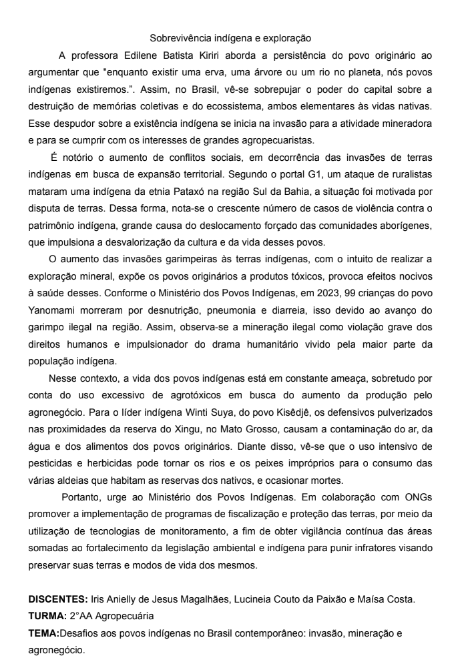 Sobrevivência indígena e exploração
A professora Edilene Batista Kiriri aborda a persistência do povo originário ao
argumentar que "enquanto existir uma erva, uma árvore ou um rio no planeta, nós povos
indígenas existiremos.". Assim, no Brasil, vê-se sobrepujar o poder do capital sobre a
destruição de memórias coletivas e do ecossistema, ambos elementares às vidas nativas.
Esse despudor sobre a existência indígena se inicia na invasão para a atividade mineradora
e para se cumprir com os interesses de grandes agropecuaristas.
É notório o aumento de conflitos sociais, em decorrência das invasões de terras
indígenas em busca de expansão territorial. Segundo o portal G1, um ataque de ruralistas
mataram uma indígena da etnia Pataxó na região Sul da Bahia, a situação foi motivada por
disputa de terras. Dessa forma, nota-se o crescente número de casos de violência contra o
patrimônio indígena, grande causa do deslocamento forçado das comunidades aborígenes,
que impulsiona a desvalorização da cultura e da vida desses povos.
O aumento das invasões garimpeiras às terras indígenas, com o intuito de realizar a
exploração mineral, expõe os povos originários a produtos tóxicos, provoca efeitos nocivos
à saúde desses. Conforme o Ministério dos Povos Indígenas, em 2023, 99 crianças do povo
Yanomami morreram por desnutrição, pneumonia e diarreia, isso devido ao avanço do
garimpo ilegal na região. Assim, observa-se a mineração ilegal como violação grave dos
direitos humanos e impulsionador do drama humanitário vivido pela maior parte da
população indígena.
Nesse contexto, a vida dos povos indígenas está em constante ameaça, sobretudo por
conta do uso excessivo de agrotóxicos em busca do aumento da produção pelo
agronegócio. Para o líder indígena Winti Suya, do povo Kisêdjê, os defensivos pulverizados
nas proximidades da reserva do Xingu, no Mato Grosso, causam a contaminação do ar, da
água e dos alimentos dos povos originários. Diante disso, vê-se que o uso intensivo de
pesticidas e herbicidas pode tornar os rios e os peixes impróprios para o consumo das
várias aldeias que habitam as reservas dos nativos, e ocasionar mortes.
Portanto, urge ao Ministério dos Povos Indígenas. Em colaboração com ONGs
promover a implementação de programas de fiscalização e proteção das terras, por meio da
utilização de tecnologias de monitoramento, a fim de obter vigilância contínua das áreas
somadas ao fortalecimento da legislação ambiental e indígena para punir infratores visando
preservar suas terras e modos de vida dos mesmos.
DISCENTES: Iris Anielly de Jesus Magalhães, Lucineia Couto da Paixão e Maísa Costa.
TURMA: 2°AA Agropecuária
TEMA:Desafios aos povos indígenas no Brasil contemporâneo: invasão, mineração e
agronegócio.